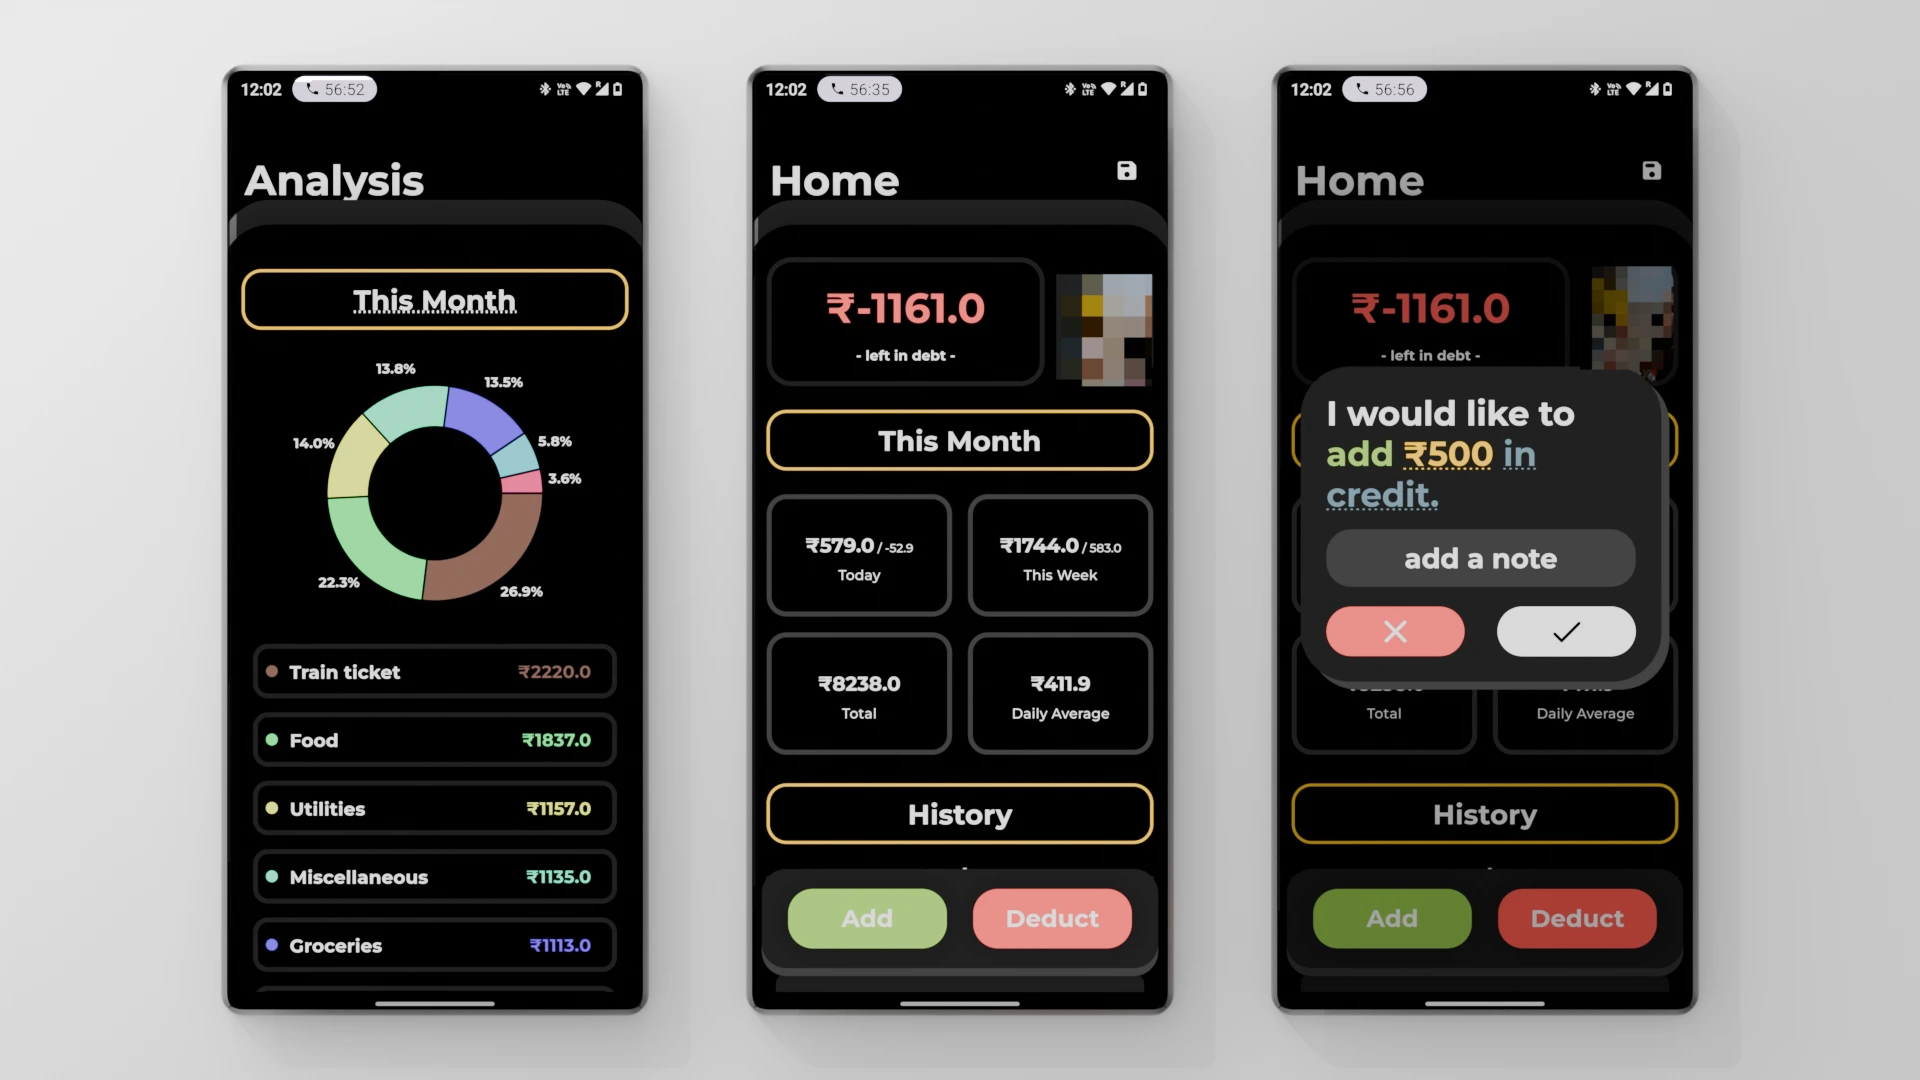 12:02
56:52
VoD LTE
R
Analysis
This Month
13.8%
13.5%
14.0%
5.8%
3.6%
22.3%
26.9%
Train ticket ₹2220.0
Food ₹1837.0
Utilities ₹1157.0
Miscellaneous ₹1135.0
Groceries ₹1113.0
12:02
56:35
LTE
R
Home
₹-1161.0
- left in debt -
This Month
₹579.0 / -52.9
Today
₹1744.0 / 583.0
This Week
₹8238.0
Total
₹411.9
Daily Average
History
Add
Deduct
12:02
56:56
LTE
R
Home
₹-1161.0
- left in debt -
I would like to
add ₹500 in
credit.
add a note
Total
Daily Average
History
Add
Deduct